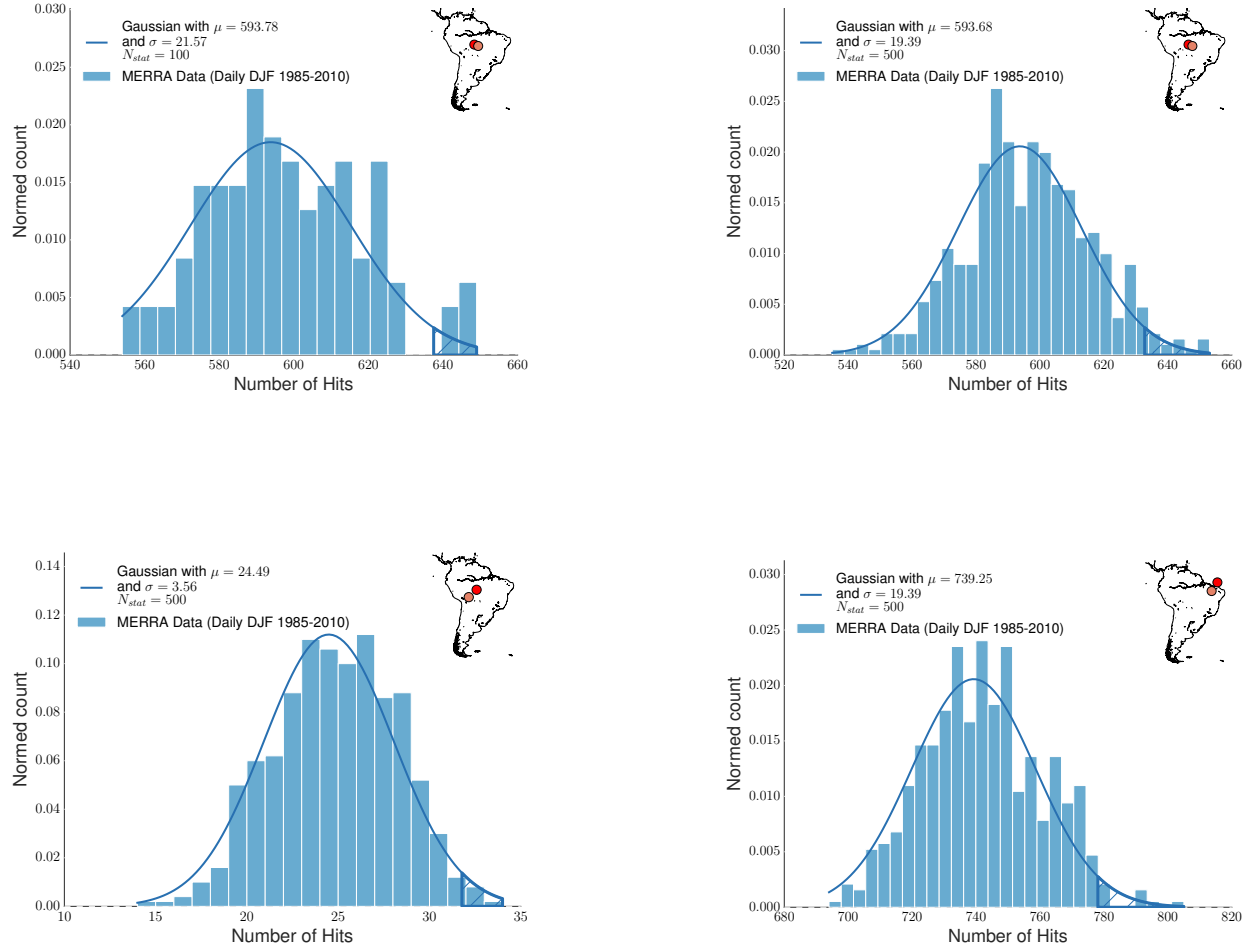 Gaussian with μ = 593.78
and σ = 21.57
N_stat = 100
MERRA Data (Daily DJF 1985-2010)
0.030
0.025
0.020
0.015
0.010
0.005
0.000
Normed count
540 560 580 600 620 640 660
Number of Hits
Gaussian with μ = 593.68
and σ = 19.39
N_stat = 500
MERRA Data (Daily DJF 1985-2010)
0.030
0.025
0.020
0.015
0.010
0.005
0.000
Normed count
520 540 560 580 600 620 640 660
Number of Hits
Gaussian with μ = 24.49
and σ = 3.56
N_stat = 500
MERRA Data (Daily DJF 1985-2010)
0.14
0.12
0.10
0.08
0.06
0.04
0.02
0.00
Normed count
10 15 20 25 30 35
Number of Hits
Gaussian with μ = 739.25
and σ = 19.39
N_stat = 500
MERRA Data (Daily DJF 1985-2010)
0.030
0.025
0.020
0.015
0.010
0.005
0.000
Normed count
680 700 720 740 760 780 800 820
Number of Hits